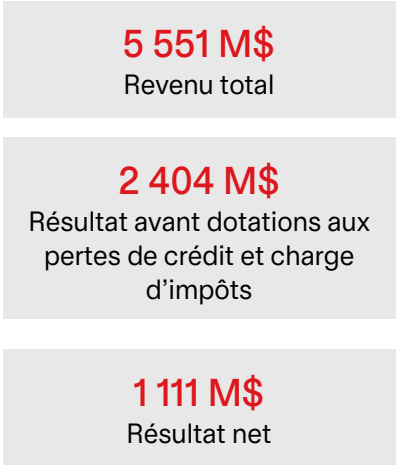 5 551 M$
Revenu total
2 404 M$
Résultat avant dotations aux
pertes de crédit et charge
d’impôts
1 111 M$
Résultat net